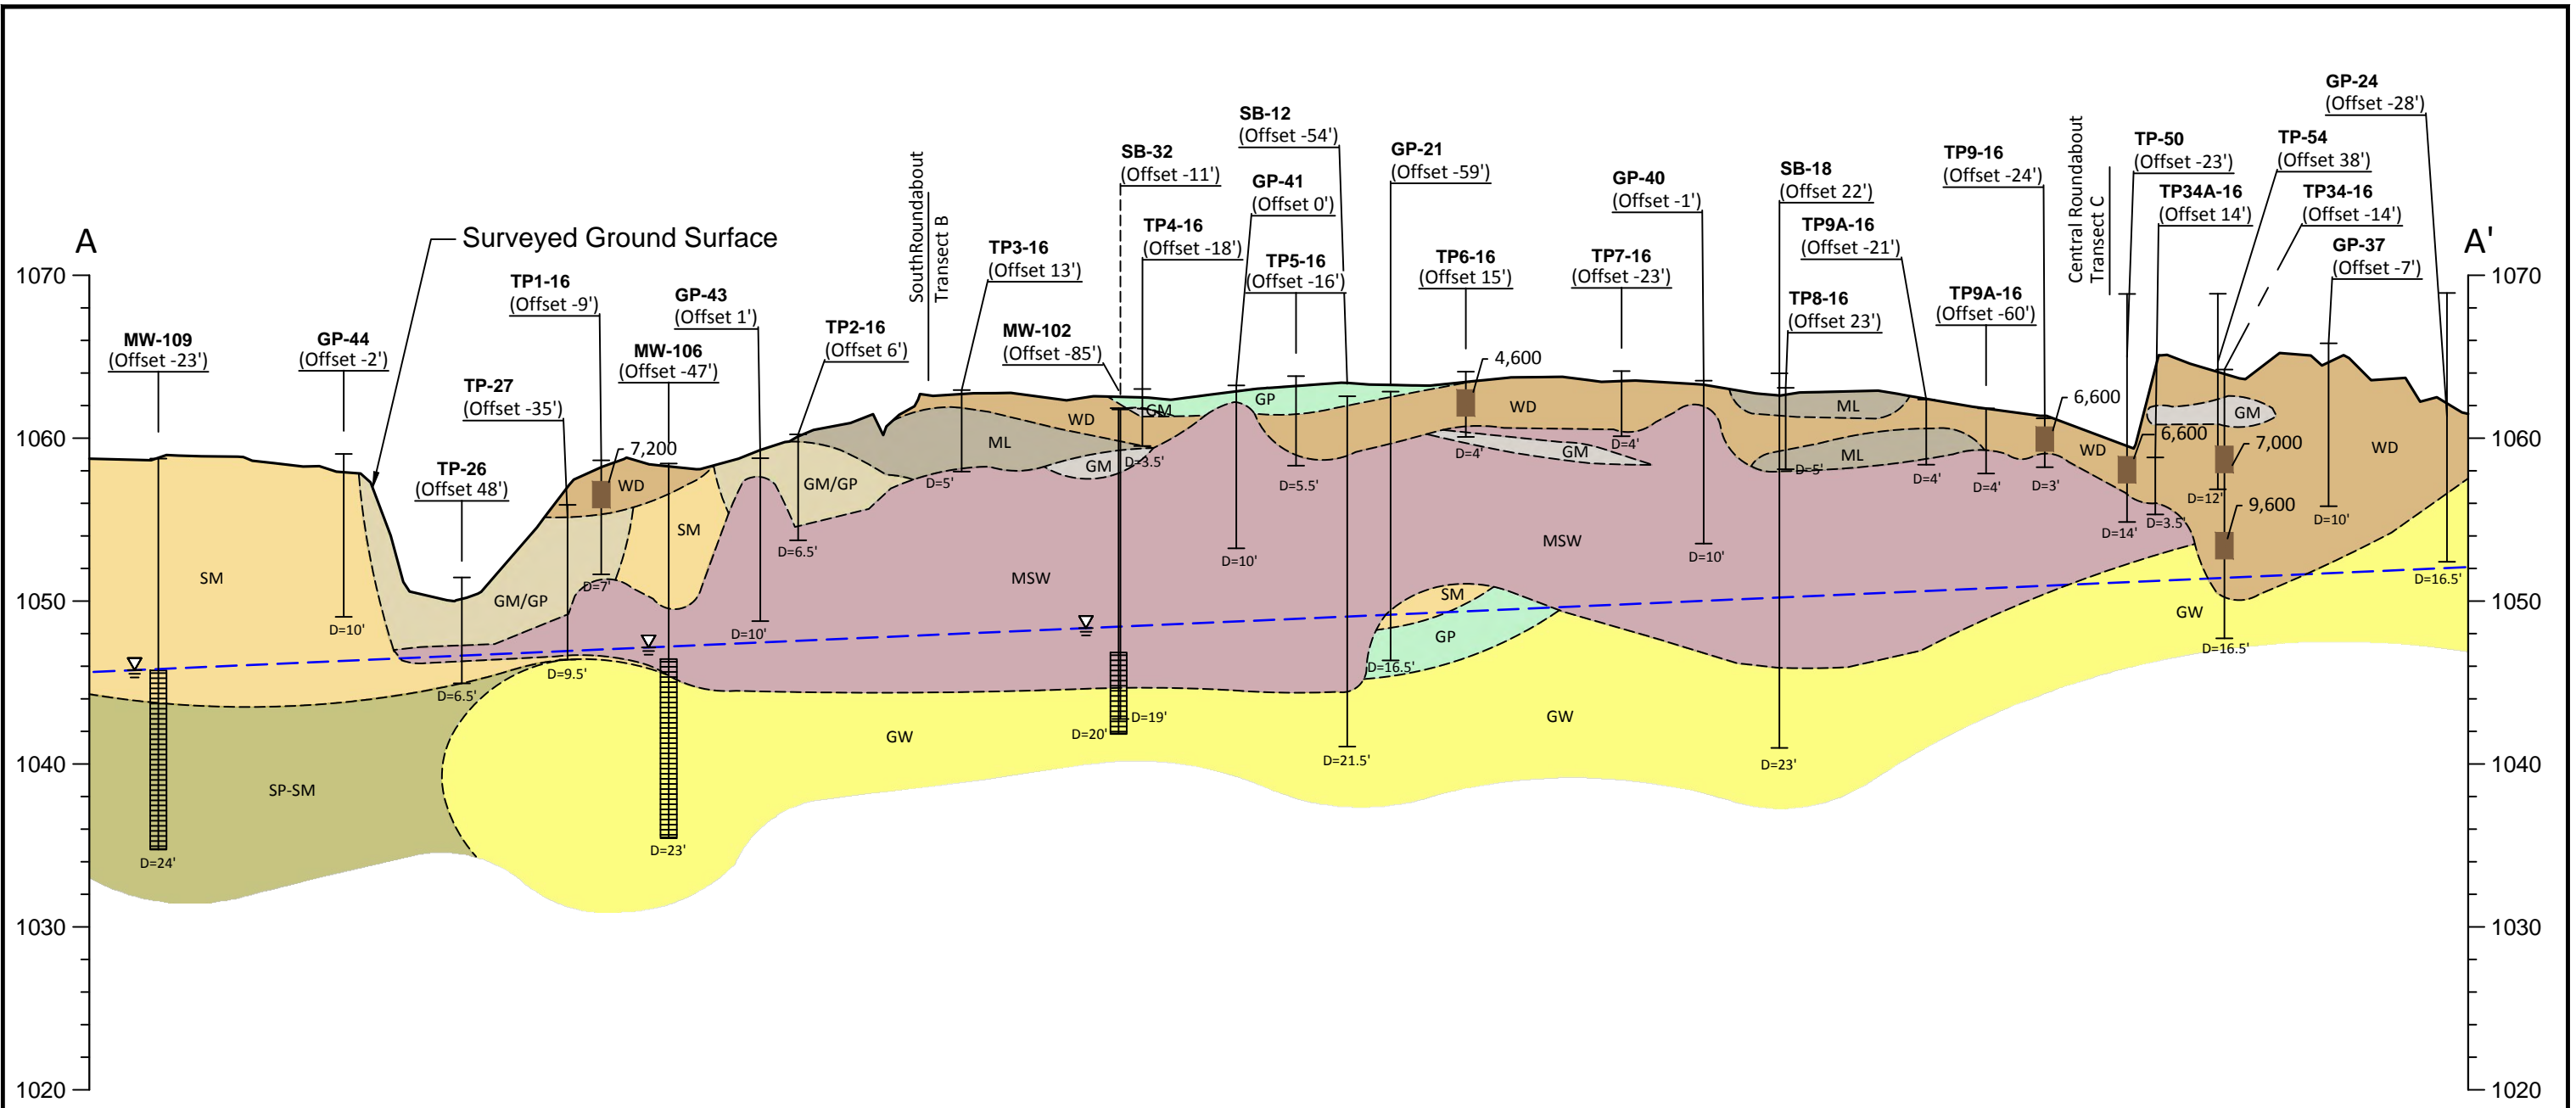 GP-24
(Offset -28')
SB-12
(Offset -54')
TP-50
(Offset -23')
TP-54
(Offset 38')
SB-32
(Offset -11')
GP-21
(Offset -59')
TP9-16
(Offset -24')
GP-41
(Offset 0')
GP-40
(Offset -1')
SB-18
(Offset 22')
TP34A-16
(Offset 14')
TP34-16
(Offset -14')
SouthRoundabout
Transect B
Central Roundabout
Transect C
A
Surveyed Ground Surface
TP3-16
(Offset 13')
TP4-16
(Offset -18')
TP5-16
(Offset -16')
TP6-16
(Offset 15')
TP7-16
(Offset -23')
TP9A-16
(Offset -21')
GP-37
(Offset -7')
A'
TP1-16
(Offset -9')
GP-43
(Offset 1')
TP8-16
(Offset 23')
TP9A-16
(Offset -60')
MW-109
(Offset -23')
GP-44
(Offset -2')
MW-106
(Offset -47')
TP2-16
(Offset 6')
MW-102
(Offset -85')
TP-27
(Offset -35')
TP-26
(Offset 48')
1070
1060
1050
1040
1030
1020
1070
1060
1050
1040
1030
1020
4,600
6,600
7,200
6,600
7,000
9,600
GP
GM
WD
WD
ML
GM
WD
WD
ML
GM
D=3.5'
D=4'
D=4'
GM
ML
D=5'
WD
GM/GP
D=5'
D=5.5'
D=4'
D=4'
D=3'
D=12'
SM
D=14'
D=3.5'
D=10'
D=6.5'
D=10'
MSW
D=10'
SM
MSW
D=7'
GM/GP
D=16.5'
SM
GW
D=10'
D=10'
GP
D=16.5'
D=16.5'
D=9.5'
D=6.5'
D=19'
D=20'
GW
GW
D=21.5'
D=23'
SP-SM
D=23'
D=24'